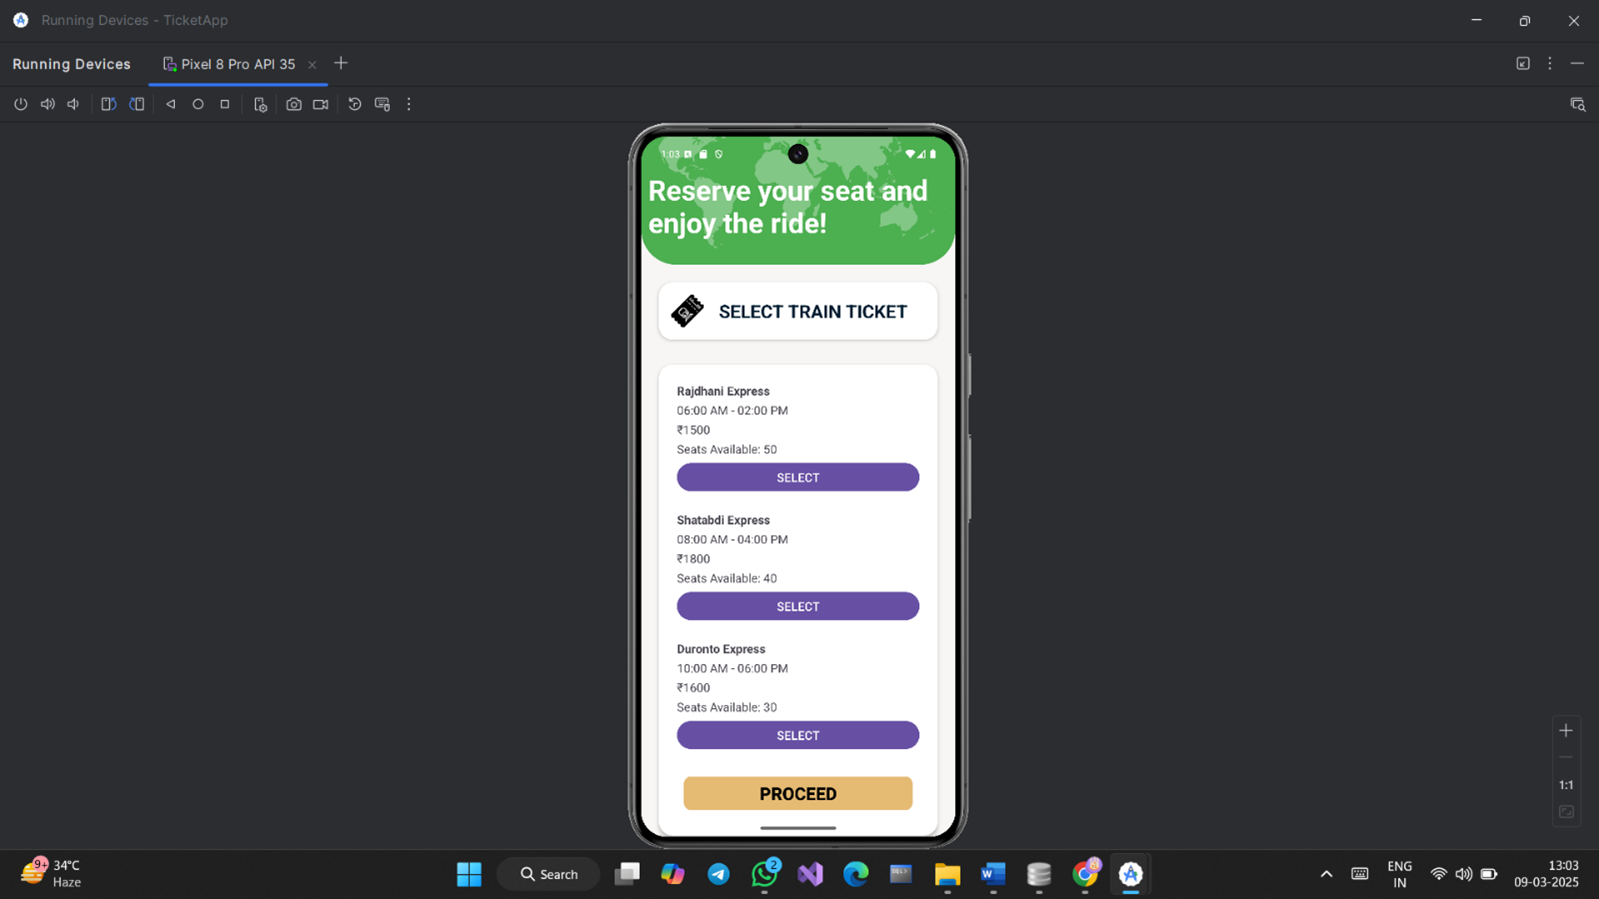 Running Devices - TicketApp
Running Devices
Pixel 8 Pro API 35
1:03
Reserve your seat and
enjoy the ride!
SELECT TRAIN TICKET
Rajdhani Express
06:00 AM - 02:00 PM
₹1500
Seats Available: 50
SELECT
Shatabdi Express
08:00 AM - 04:00 PM
₹1800
Seats Available: 40
SELECT
Duronto Express
10:00 AM - 06:00 PM
₹1600
Seats Available: 30
SELECT
PROCEED
1:1
9+
34°C
Haze
Search
2
ENG
IN
13:03
09-03-2025